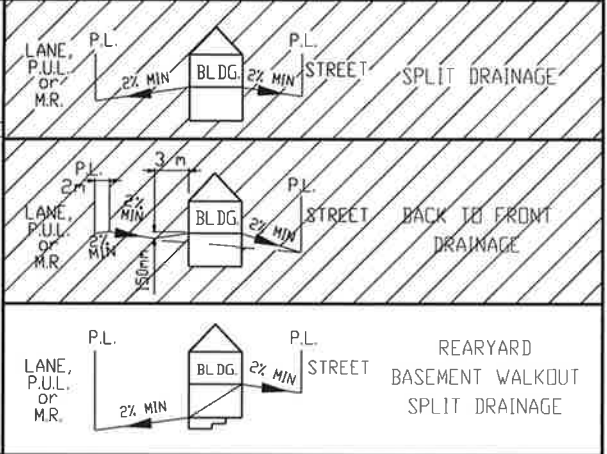 P.L.
P.L.
LANE,
P.U.L.
or
M.R.
2% MIN
BLDG.
2% MIN
STREET
SPLIT DRAINAGE
3 m
P.L.
2m
P.L.
LANE,
P.U.L.
or
M.R.
2% MIN
2% MIN
150mm
BLDG.
2% MIN
STREET
BACK TO FRONT
DRAINAGE
P.L.
P.L.
LANE,
P.U.L.
or
M.R.
2% MIN
BLDG.
2% MIN
STREET
REARYARD
BASEMENT WALKOUT
SPLIT DRAINAGE